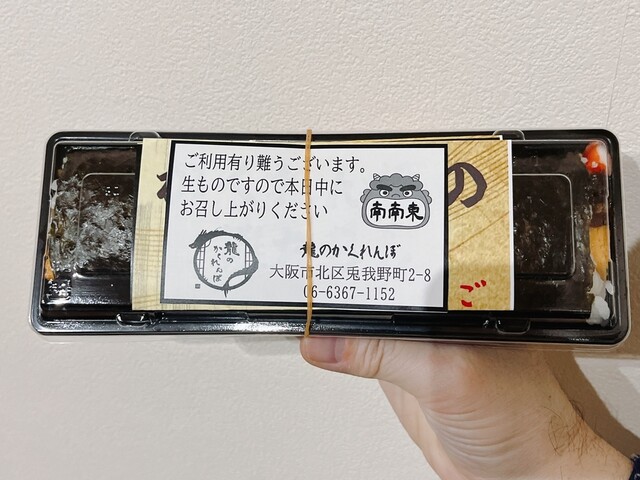 ご利用有り難うございます。
生ものですので本日中に
お召し上がりください
南南東
の
龍の
かくれんぼ
龍のかくれんぼ
大阪市北区兎我野町2-8
06-6367-1152
ご